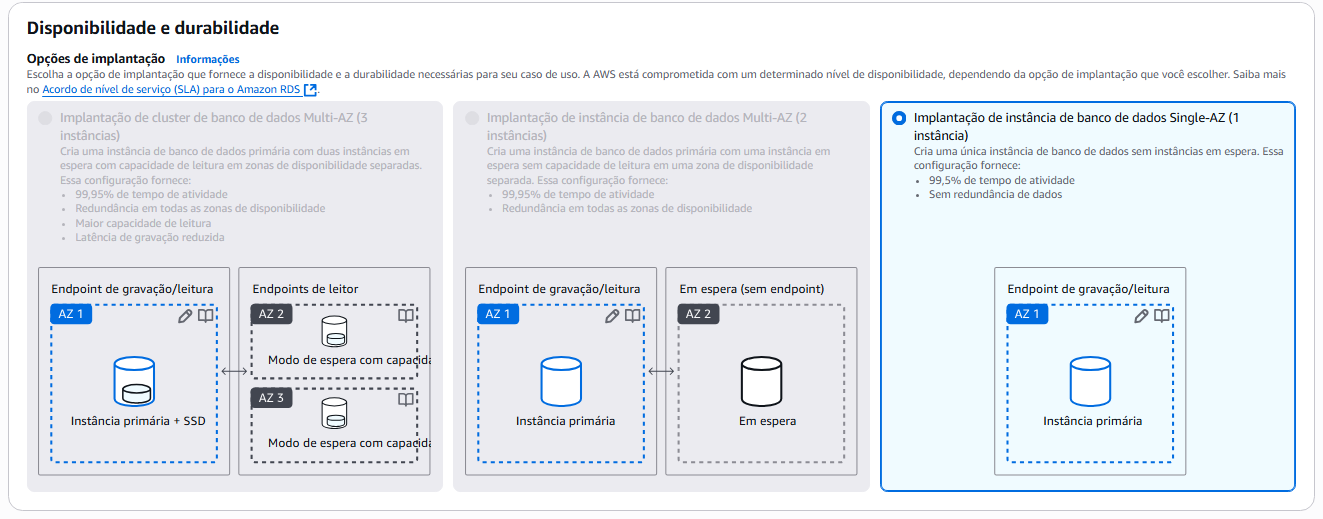 Disponibilidade e durabilidade
Opções de implantação Informações
Escolha a opção de implantação que fornece a disponibilidade e a durabilidade necessárias para seu caso de uso. A AWS está comprometida com um determinado nível de disponibilidade, dependendo da opção de implantação que você escolher. Saiba mais
no Acordo de nível de serviço (SLA) para o Amazon RDS.
Implantação de cluster de banco de dados Multi-AZ (3
instâncias)
Cria uma instância de banco de dados primária com duas instâncias em
espera com capacidade de leitura em zonas de disponibilidade separadas.
Essa configuração fornece:
• 99,95% de tempo de atividade
• Redundância em todas as zonas de disponibilidade
• Maior capacidade de leitura
• Latência de gravação reduzida
Endpoint de gravação/leitura
AZ 1
Instância primária + SSD
Endpoints de leitor
AZ 2
Modo de espera com capacida
AZ 3
Modo de espera com capacida
Implantação de instância de banco de dados Multi-AZ (2
instâncias)
Cria uma instância de banco de dados primária com uma instância em
espera sem capacidade de leitura em uma zona de disponibilidade
separada. Essa configuração fornece:
• 99,95% de tempo de atividade
• Redundância em todas as zonas de disponibilidade
Endpoint de gravação/leitura
AZ 1
Instância primária
Em espera (sem endpoint)
AZ 2
Em espera
Implantação de instância de banco de dados Single-AZ (1
instância)
Cria uma única instância de banco de dados sem instâncias em espera. Essa
configuração fornece:
• 99,5% de tempo de atividade
• Sem redundância de dados
Endpoint de gravação/leitura
AZ 1
Instância primária